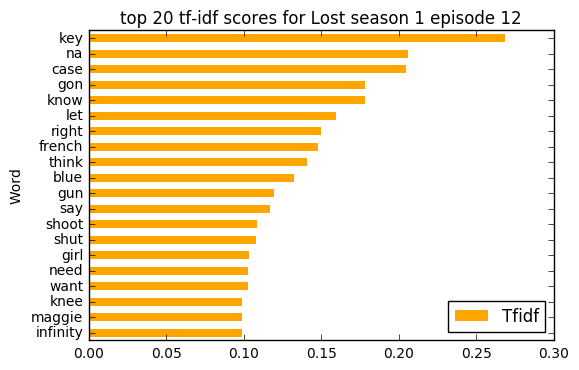 top 20 tf-idf scores for Lost season 1 episode 12
Word
key
na
case
gon
know
let
right
french
think
blue
gun
say
shoot
shut
girl
need
want
knee
maggie
infinity
Tfidf
0.00 0.05 0.10 0.15 0.20 0.25 0.30